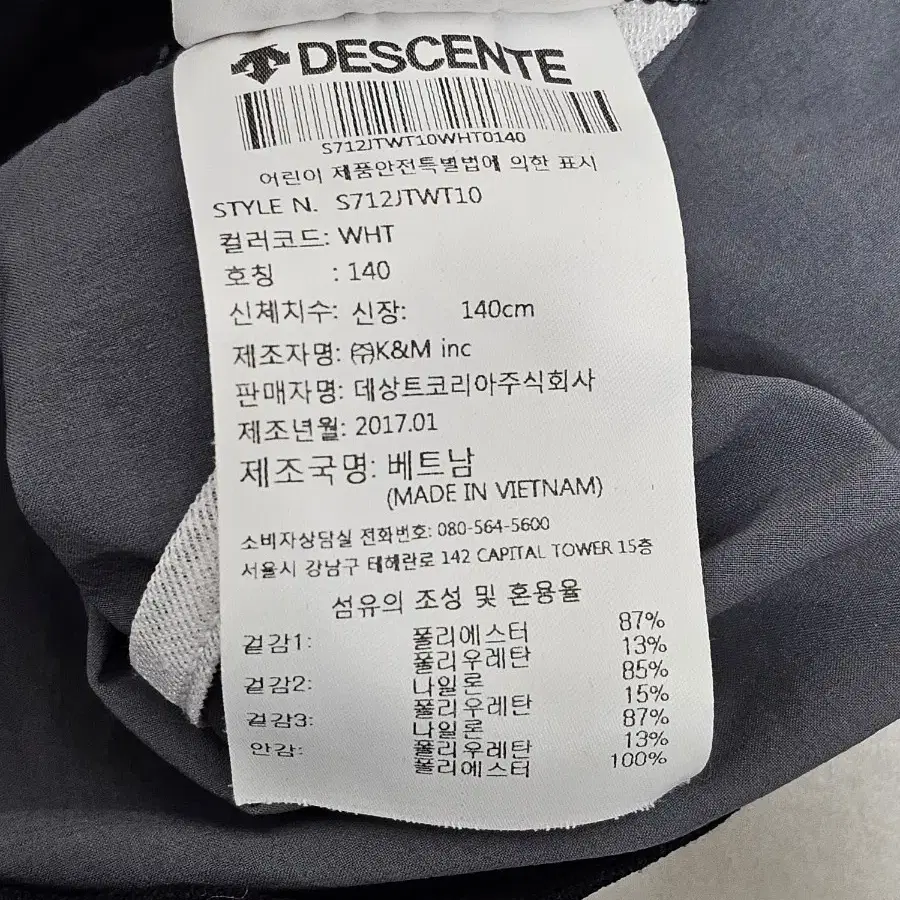 DESCENTE
S712JTWT10WHT0140
어린이 제품안전특별법에 의한 표시
STYLE N. S712JTWT10
컬러코드: WHT
호칭 : 140
신체치수: 신장: 140cm
제조자명: ㈜K&M inc
판매자명: 데상트코리아주식회사
제조년월: 2017.01
제조국명: 베트남
(MADE IN VIETNAM)
소비자상담실 전화번호: 080-564-5600
서울시 강남구 테헤란로 142 CAPITAL TOWER 15층
섬유의 조성 및 혼용율
겉감1: 폴리에스터 87%
폴리우레탄 13%
겉감2: 나일론 85%
폴리우레탄 15%
겉감3: 나일론 87%
폴리우레탄 13%
안감: 폴리에스터 100%